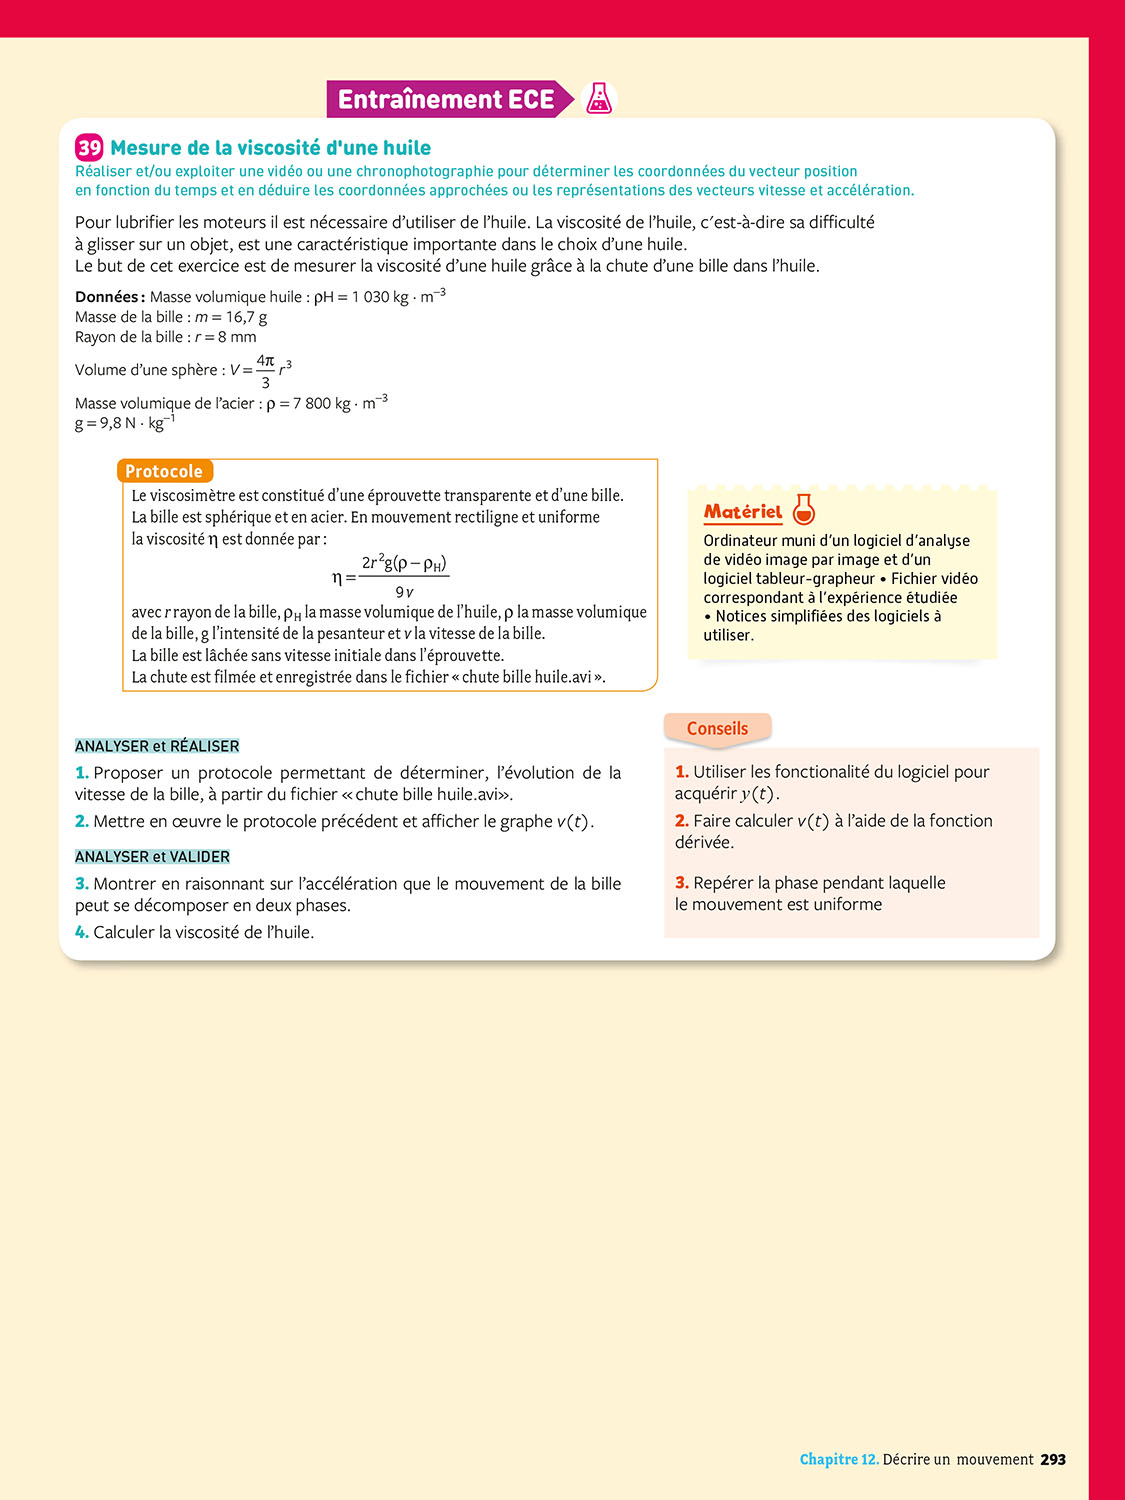 Entraînement ECE
39 Mesure de la viscosité d'une huile
Réaliser et/ou exploiter une vidéo ou une chronophotographie pour déterminer les coordonnées du vecteur position
en fonction du temps et en déduire les coordonnées approchées ou les représentations des vecteurs vitesse et accélération.
Pour lubrifier les moteurs il est nécessaire d'utiliser de l'huile. La viscosité de l'huile, c'est-à-dire sa difficulté
à glisser sur un objet, est une caractéristique importante dans le choix d'une huile.
Le but de cet exercice est de mesurer la viscosité d'une huile grâce à la chute d'une bille dans l'huile.
Données : Masse volumique huile : ρH = 1 030 kg · m⁻³
Masse de la bille : m = 16,7 g
Rayon de la bille : r = 8 mm
Volume d'une sphère : V = 4π/3 r³
Masse volumique de l'acier : ρ = 7 800 kg · m⁻³
g = 9,8 N · kg⁻¹
Protocole
Le viscosimètre est constitué d'une éprouvette transparente et d'une bille.
La bille est sphérique et en acier. En mouvement rectiligne et uniforme
la viscosité η est donnée par :
η = 2r²g(ρ – ρH)/9v
avec r rayon de la bille, ρH la masse volumique de l'huile, ρ la masse volumique
de la bille, g l'intensité de la pesanteur et v la vitesse de la bille.
La bille est lâchée sans vitesse initiale dans l'éprouvette.
La chute est filmée et enregistrée dans le fichier « chute bille huile.avi ».
Matériel
Ordinateur muni d'un logiciel d'analyse
de vidéo image par image et d'un
logiciel tableur-grapheur • Fichier vidéo
correspondant à l'expérience étudiée
• Notices simplifiées des logiciels à
utiliser.
ANALYSER et RÉALISER
1. Proposer un protocole permettant de déterminer, l'évolution de la
vitesse de la bille, à partir du fichier « chute bille huile.avi».
2. Mettre en œuvre le protocole précédent et afficher le graphe v(t).
ANALYSER et VALIDER
3. Montrer en raisonnant sur l'accélération que le mouvement de la bille
peut se décomposer en deux phases.
4. Calculer la viscosité de l'huile.
Conseils
1. Utiliser les fonctionalité du logiciel pour
acquérir y(t).
2. Faire calculer v(t) à l'aide de la fonction
dérivée.
3. Repérer la phase pendant laquelle
le mouvement est uniforme
Chapitre 12. Décrire un mouvement 293